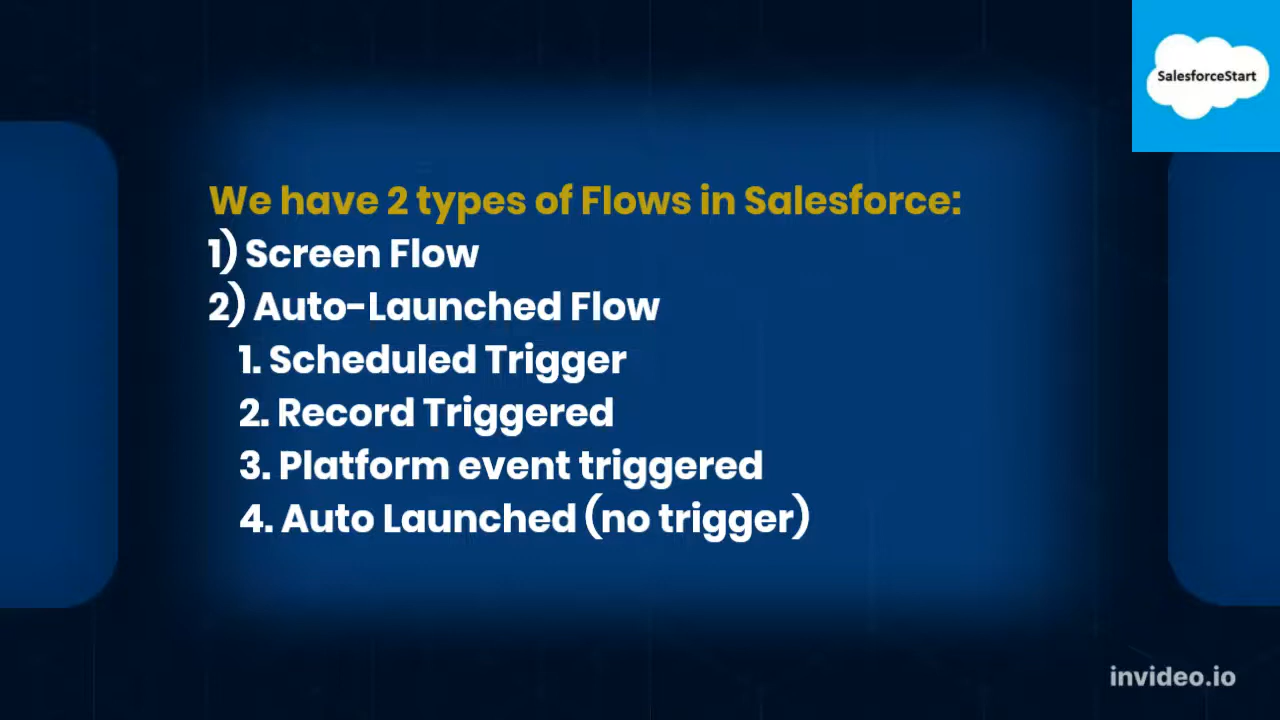 SalesforceStart
We have 2 types of Flows in Salesforce:
1) Screen Flow
2) Auto-Launched Flow
1. Scheduled Trigger
2. Record Triggered
3. Platform event triggered
4. Auto Launched (no trigger)
invideo.io